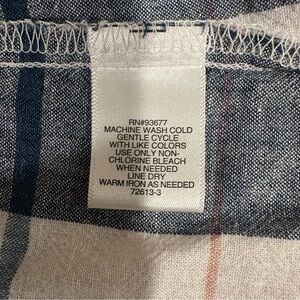 RN#93677
MACHINE WASH COLD
GENTLE CYCLE
WITH LIKE COLORS
USE ONLY NON-
CHLORINE BLEACH
WHEN NEEDED
LINE DRY
WARM IRON AS NEEDED
72613-3